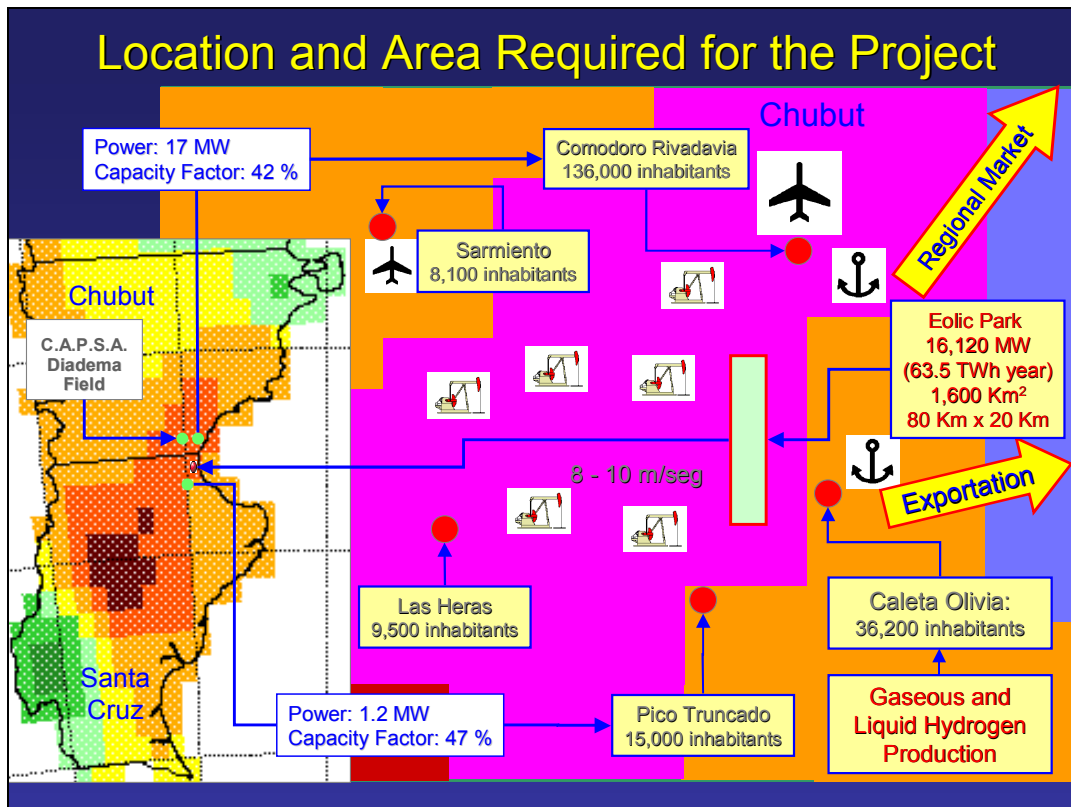 Location and Area Required for the Project
Chubut
Power: 17 MW
Capacity Factor: 42 %
Comodoro Rivadavia
136,000 inhabitants
Regional Market
Sarmiento
8,100 inhabitants
Chubut
C.A.P.S.A.
Diadema
Field
Eolic Park
16,120 MW
(63.5 TWh year)
1,600 Km²
80 Km x 20 Km
8 - 10 m/seg
Exportation
Las Heras
9,500 inhabitants
Caleta Olivia:
36,200 inhabitants
Santa
Cruz
Power: 1.2 MW
Capacity Factor: 47 %
Pico Truncado
15,000 inhabitants
Gaseous and
Liquid Hydrogen
Production